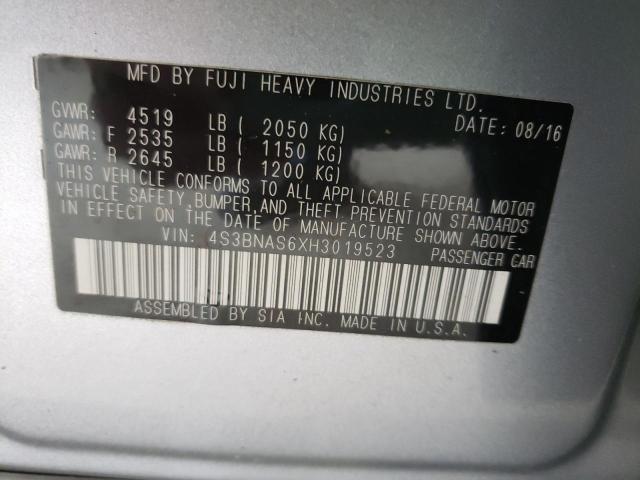 MFD BY FUJI HEAVY INDUSTRIES LTD.
GVWR: 4519 LB ( 2050 KG) DATE: 08/16
GAWR: F 2535 LB ( 1150 KG)
GAWR: R 2645 LB ( 1200 KG)
THIS VEHICLE CONFORMS TO ALL APPLICABLE FEDERAL MOTOR
VEHICLE SAFETY, BUMPER, AND THEFT PREVENTION STANDARDS
IN EFFECT ON THE DATE OF MANUFACTURE SHOWN ABOVE.
VIN: 4S3BNAS6XH3019523 PASSENGER CAR
ASSEMBLED BY SIA INC. MADE IN U.S.A.